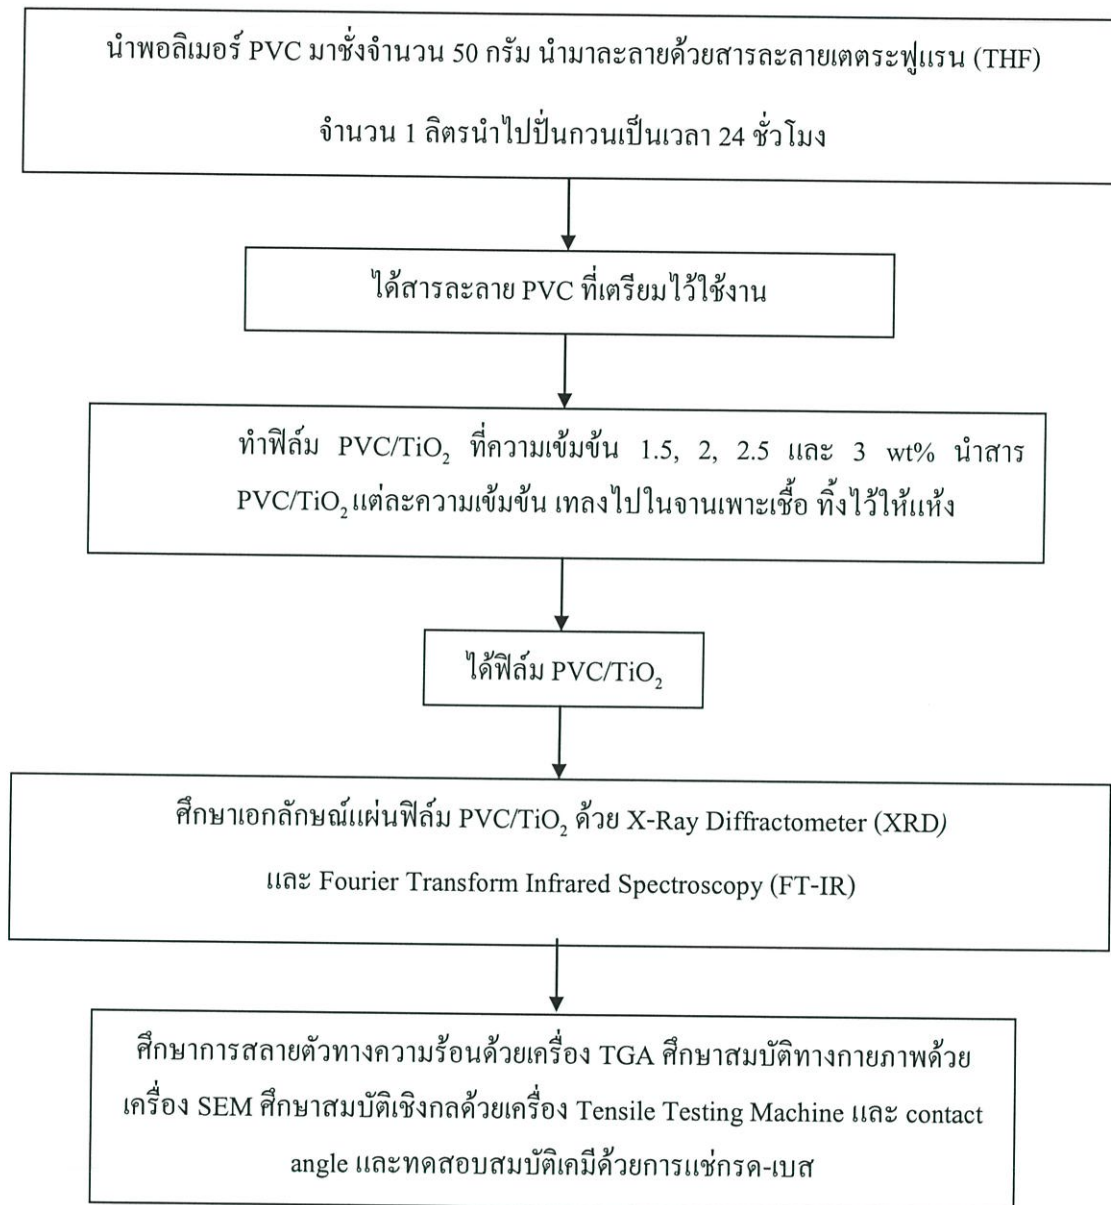 นำพอลิเมอร์ PVC มาชั่งจำนวน 50 กรัม นำมาละลายด้วยสารละลายเตตระฟูแรน (THF)
จำนวน 1 ลิตรนำไปปั่นกวนเป็นเวลา 24 ชั่วโมง
ได้สารละลาย PVC ที่เตรียมไว้ใช้งาน
ทำฟิล์ม PVC/TiO₂ ที่ความเข้มข้น 1.5, 2, 2.5 และ 3 wt% นำสาร
PVC/TiO₂ แต่ละความเข้มข้น เทลงไปในจานเพาะเชื้อ ทิ้งไว้ให้แห้ง
ได้ฟิล์ม PVC/TiO₂
ศึกษาเอกลักษณ์แผ่นฟิล์ม PVC/TiO₂ ด้วย X-Ray Diffractometer (XRD)
และ Fourier Transform Infrared Spectroscopy (FT-IR)
ศึกษาการสลายตัวทางความร้อนด้วยเครื่อง TGA ศึกษาสมบัติทางกายภาพด้วย
เครื่อง SEM ศึกษาสมบัติเชิงกลด้วยเครื่อง Tensile Testing Machine และ contact
angle และทดสอบสมบัติเคมีด้วยการแช่กรด-เบส